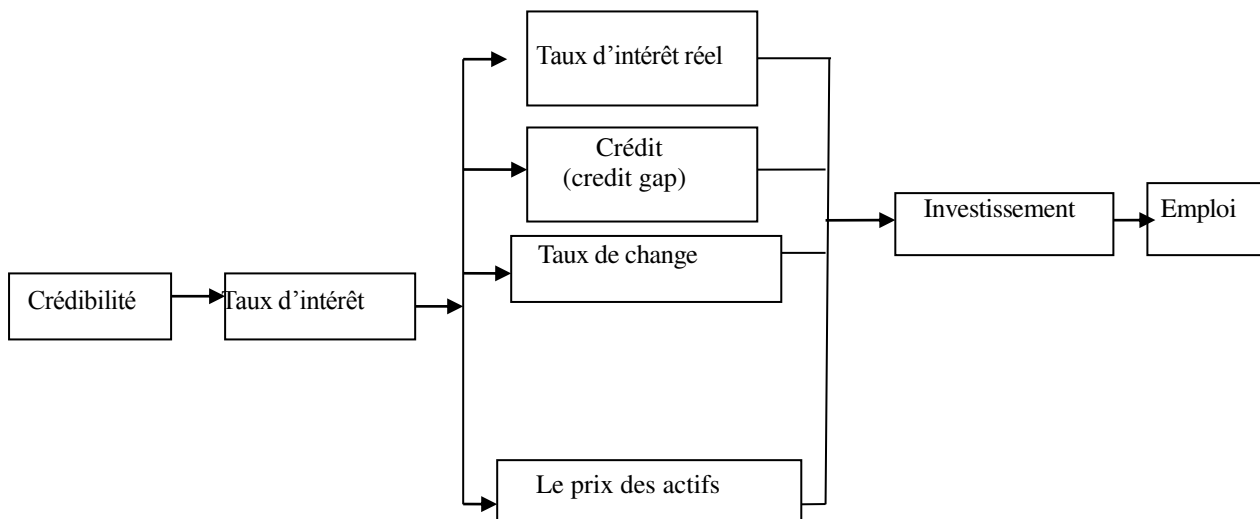 Taux d’intérêt réel
Crédit
(credit gap)
Investissement
Emploi
Taux de change
Crédibilité
Taux d’intérêt
Le prix des actifs